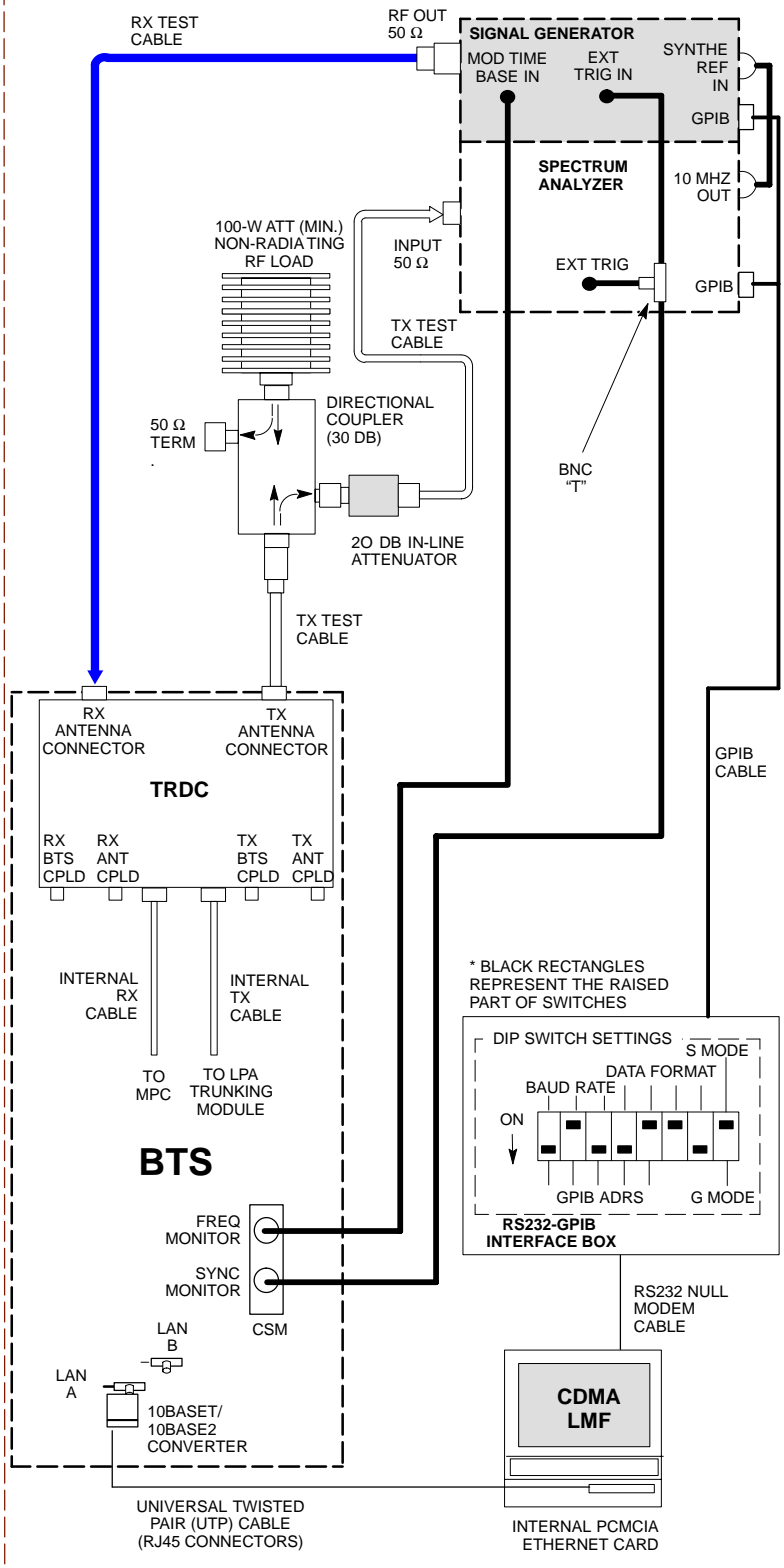 RX TEST
CABLE
RF OUT
50 Ω
SIGNAL GENERATOR
MOD TIME
BASE IN
EXT
TRIG IN
SYNTHE
REF
IN
GPIB
SPECTRUM
ANALYZER
10 MHZ
OUT
100-W ATT (MIN.)
NON-RADIA TING
RF LOAD
INPUT
50 Ω
EXT TRIG
GPIB
TX TEST
CABLE
50 Ω
TERM
.
DIRECTIONAL
COUPLER
(30 DB)
BNC
“T”
2O DB IN-LINE
ATTENUATOR
TX TEST
CABLE
RX
ANTENNA
CONNECTOR
TX
ANTENNA
CONNECTOR
TRDC
GPIB
CABLE
RX
BTS
CPLD
RX
ANT
CPLD
TX
BTS
CPLD
TX
ANT
CPLD
INTERNAL
RX
CABLE
INTERNAL
TX
CABLE
TO
MPC
TO LPA
TRUNKING
MODULE
* BLACK RECTANGLES
REPRESENT THE RAISED
PART OF SWITCHES
DIP SWITCH SETTINGS
S MODE
DATA FORMAT
BAUD RATE
ON
GPIB ADRS
G MODE
RS232-GPIB
INTERFACE BOX
BTS
FREQ
MONITOR
SYNC
MONITOR
CSM
RS232 NULL
MODEM
CABLE
LAN
B
LAN
A
10BASET/
10BASE2
CONVERTER
CDMA
LMF
UNIVERSAL TWISTED
PAIR (UTP) CABLE
(RJ45 CONNECTORS)
INTERNAL PCMCIA
ETHERNET CARD